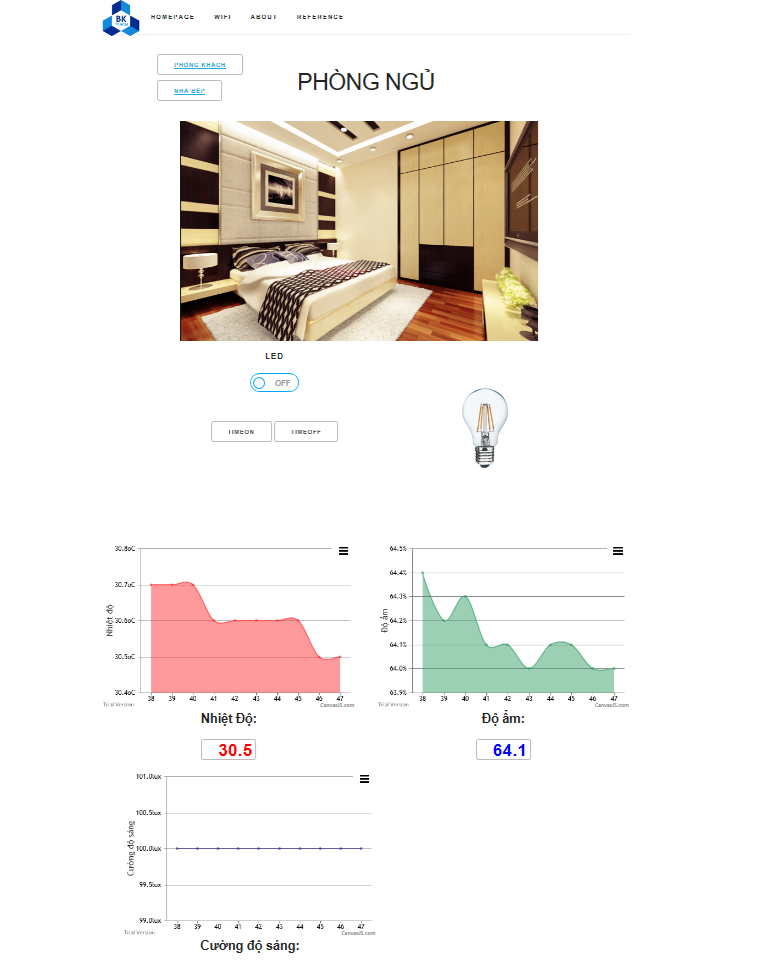 BK
HOMEPAGE WIFI ABOUT REFERENCE
PHÒNG KHÁCH
NHÀ BẾP
PHÒNG NGỦ
LED
OFF
TIMEON TIMEOFF
30.8oC
30.7oC
30.6oC
30.5oC
30.4oC
Nhiệt độ
38 39 40 41 42 43 44 45 46 47
Trial Version CanvasJS.com
Nhiệt Độ:
30.5
64.5%
64.4%
64.3%
64.2%
64.1%
64.0%
63.9%
Độ ẩm
38 39 40 41 42 43 44 45 46 47
Trial Version CanvasJS.com
Độ ẩm:
64.1
101.0lux
100.5lux
100.0lux
99.5lux
99.0lux
Cường độ sáng
38 39 40 41 42 43 44 45 46 47
Trial Version CanvasJS.com
Cường độ sáng: